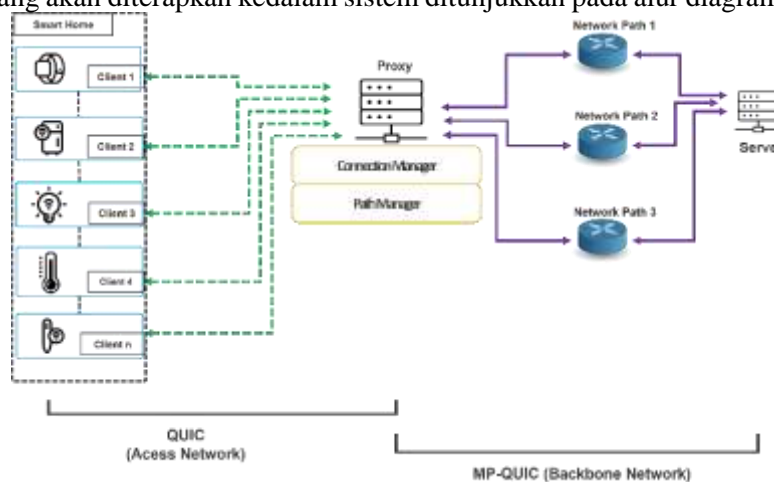 ang akan diterapkan kedalam sistem ditunjukkan pada alur diagram
Smart Home
Client 1
Client 2
Client 3
Client 4
Client n
Proxy
Connection Manager
Path Manager
Network Path 1
Network Path 2
Network Path 3
Serve
QUIC
(Acess Network)
MP-QUIC (Backbone Network)